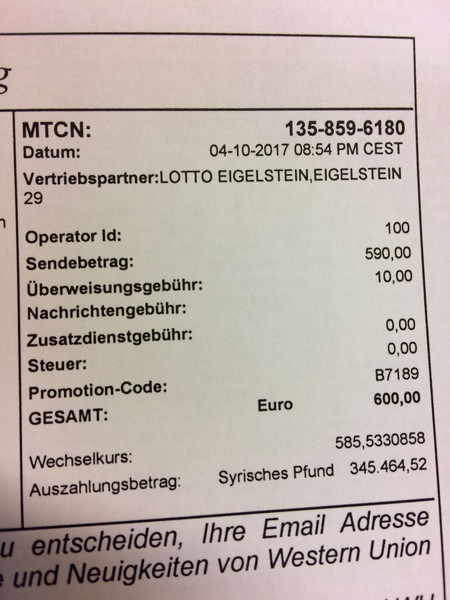 g
MTCN: 135-859-6180
Datum: 04-10-2017 08:54 PM CEST
Vertriebspartner:LOTTO EIGELSTEIN,EIGELSTEIN
29
Operator Id: 100
Sendebetrag: 590,00
Überweisungsgebühr: 10,00
Nachrichtengebühr:
Zusatzdienstgebühr: 0,00
Steuer: 0,00
Promotion-Code: B7189
GESAMT: Euro 600,00
Wechselkurs: 585,5330858
Auszahlungsbetrag: Syrisches Pfund 345.464,52
u entscheiden, Ihre Email Adresse
und Neuigkeiten von Western Union